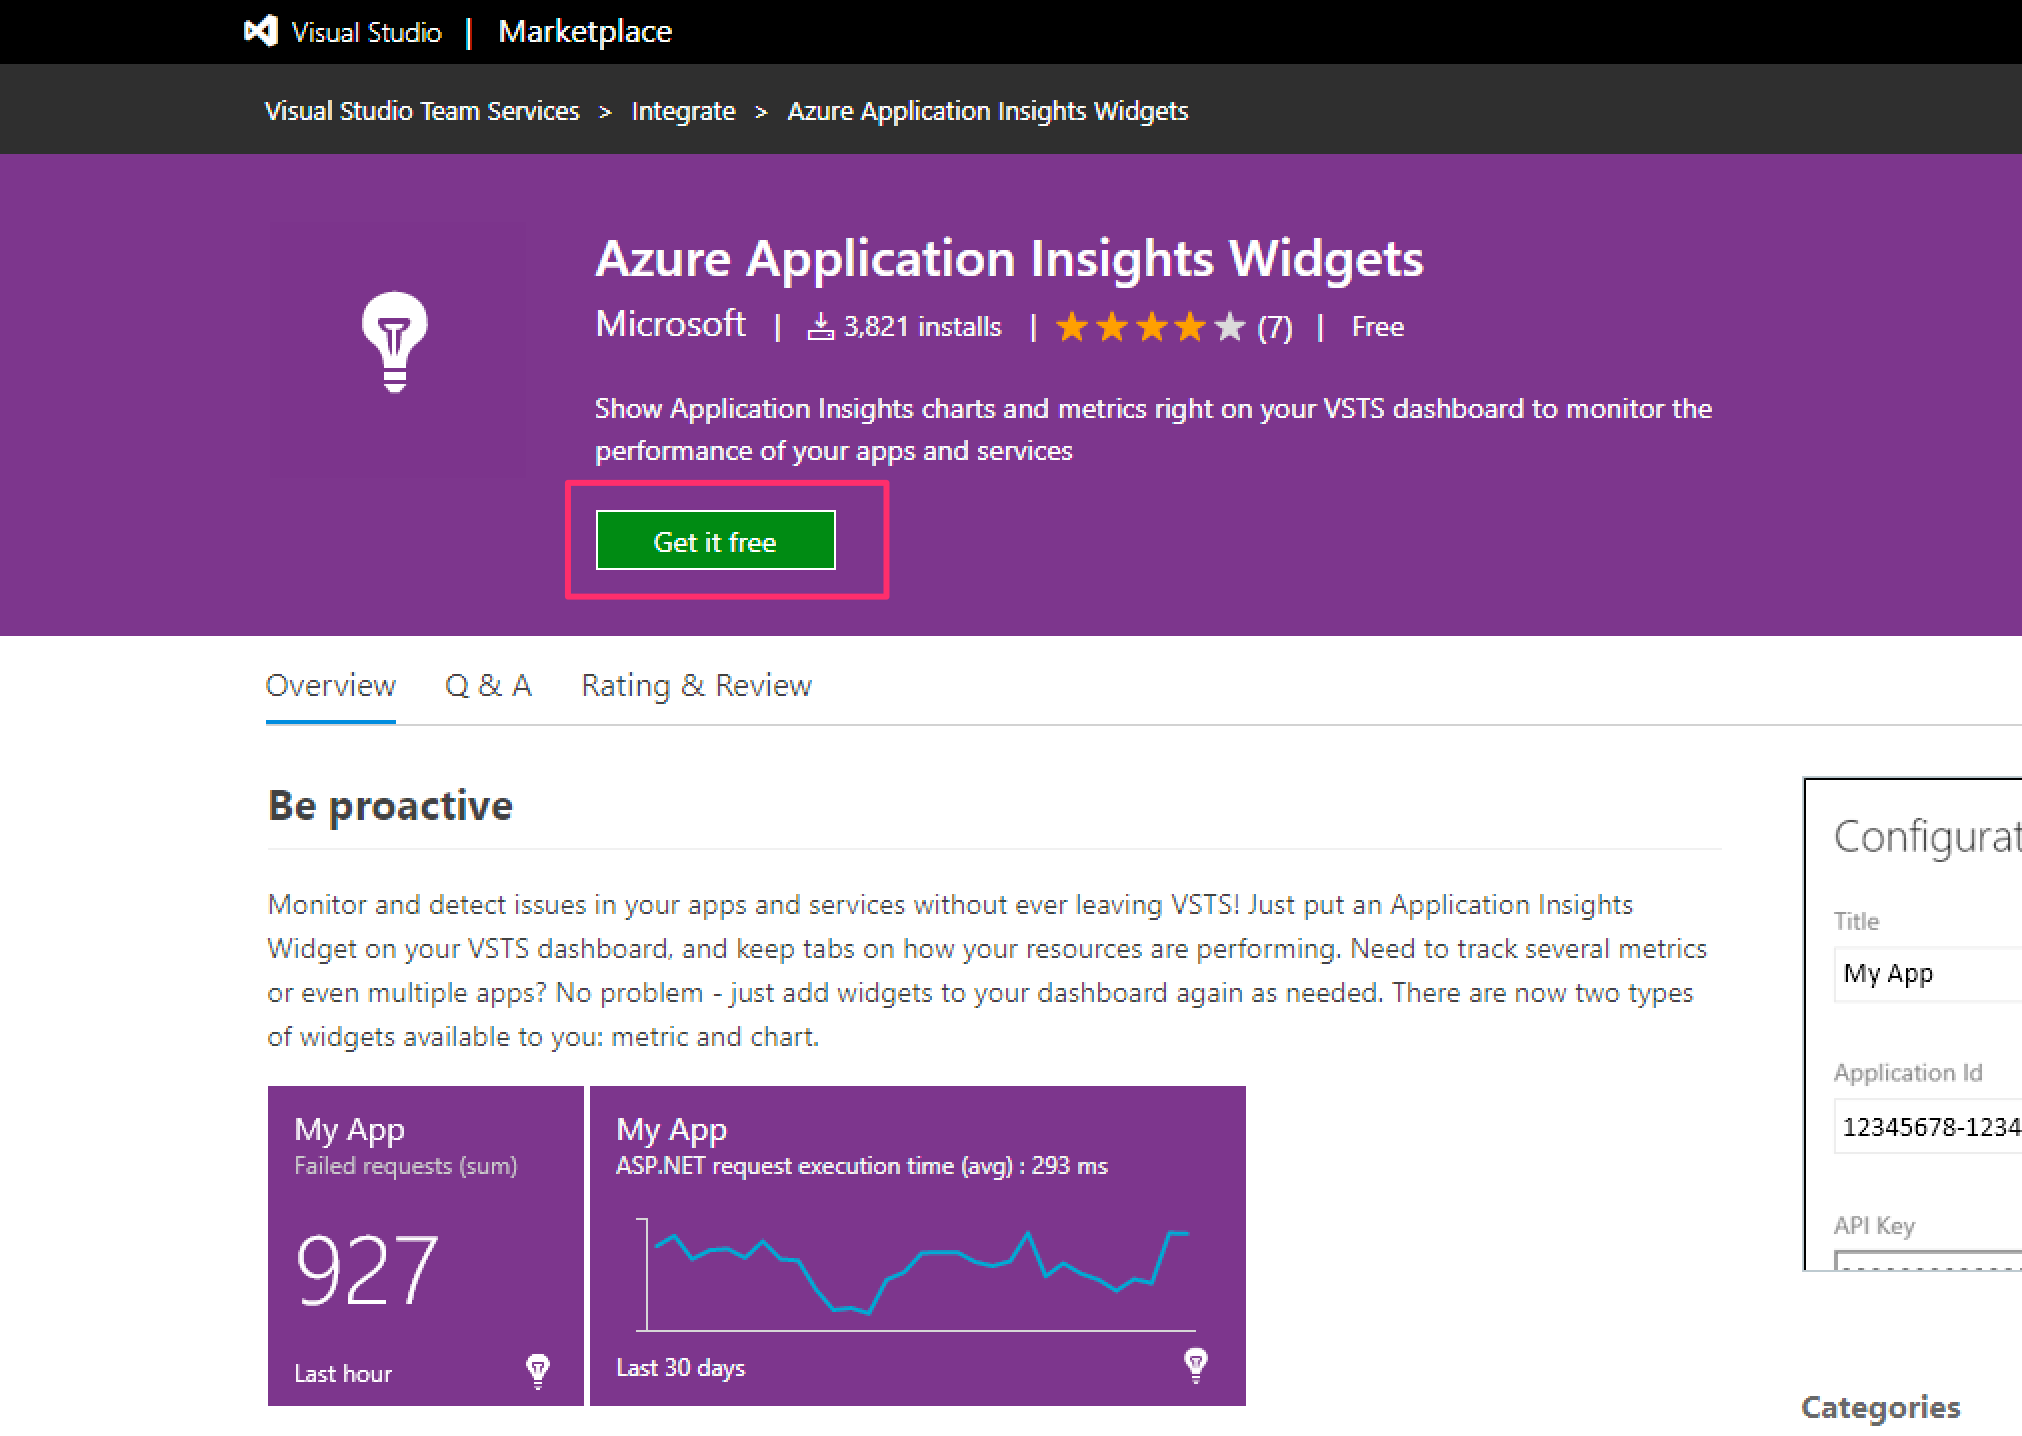 Visual Studio | Marketplace
Visual Studio Team Services > Integrate > Azure Application Insights Widgets
Azure Application Insights Widgets
Microsoft | 3,821 installs | (7) | Free
Show Application Insights charts and metrics right on your VSTS dashboard to monitor the
performance of your apps and services
Get it free
Overview Q & A Rating & Review
Be proactive
Monitor and detect issues in your apps and services without ever leaving VSTS! Just put an Application Insights
Widget on your VSTS dashboard, and keep tabs on how your resources are performing. Need to track several metrics
or even multiple apps? No problem - just add widgets to your dashboard again as needed. There are now two types
of widgets available to you: metric and chart.
My App
Failed requests (sum)
927
Last hour
My App
ASP.NET request execution time (avg) : 293 ms
Last 30 days
Configurat
Title
My App
Application Id
12345678-1234
API Key
Categories